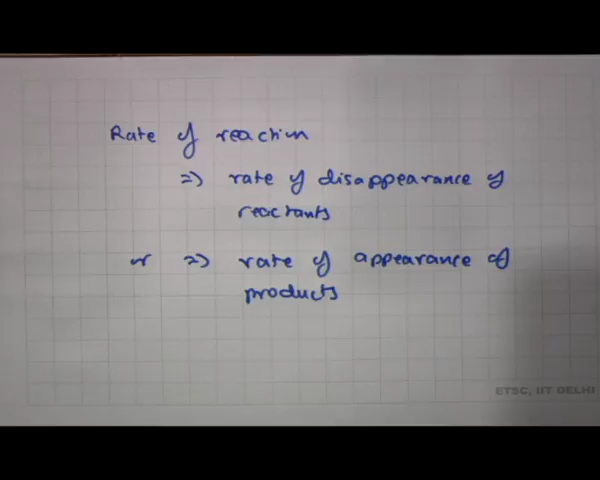 Rate of reaction
=> rate of disappearance of
reactants
or => rate of appearance of
products
ETSC, IIT DELHI